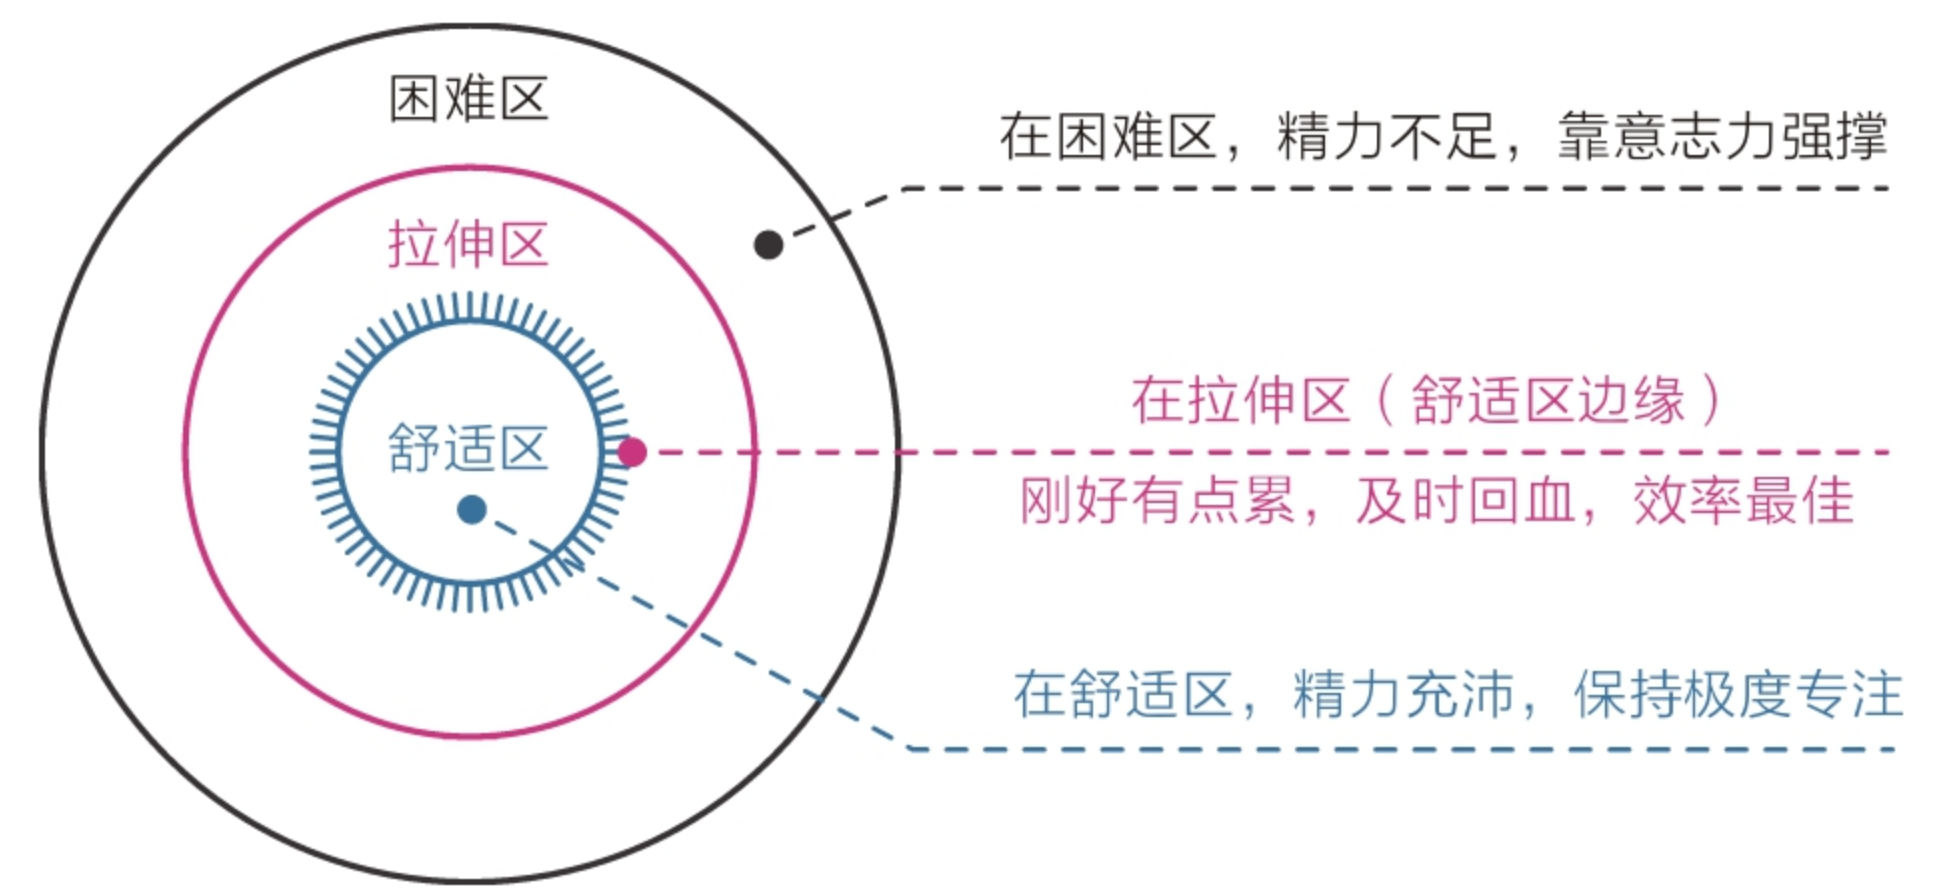 困难区
在困难区，精力不足，靠意志力强撑
拉伸区
在拉伸区（舒适区边缘）
刚好有点累，及时回血，效率最佳
舒适区
在舒适区，精力充沛，保持极度专注